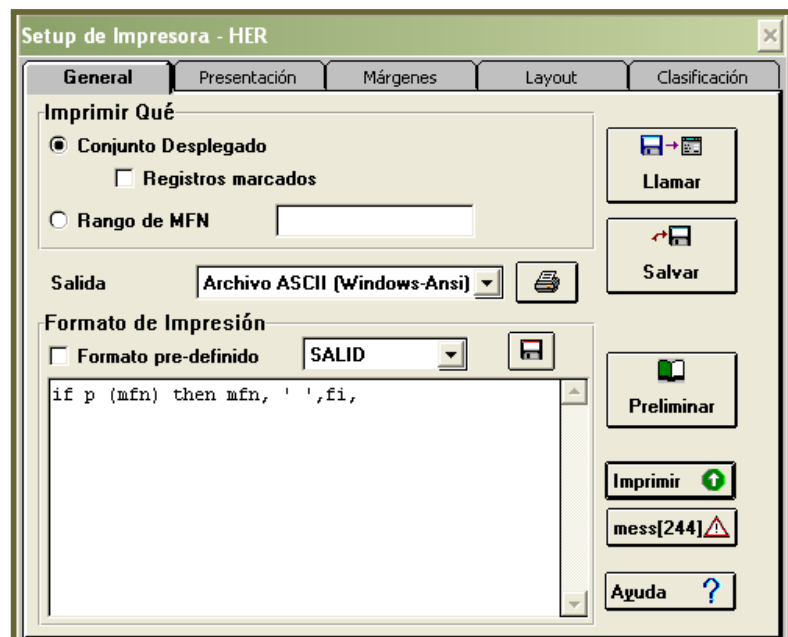 Setup de Impresora - HER
General
Presentación
Márgenes
Layout
Clasificación
Imprimir Qué
Conjunto Desplegado
Registros marcados
Rango de MFN
Llamar
Salvar
Salida
Archivo ASCII (Windows-Ansi)
Formato de Impresión
Formato pre-definido
SALID
if p (mfn) then mfn, ' ',fi,
Preliminar
Imprimir
mess[244]
Ayuda ?